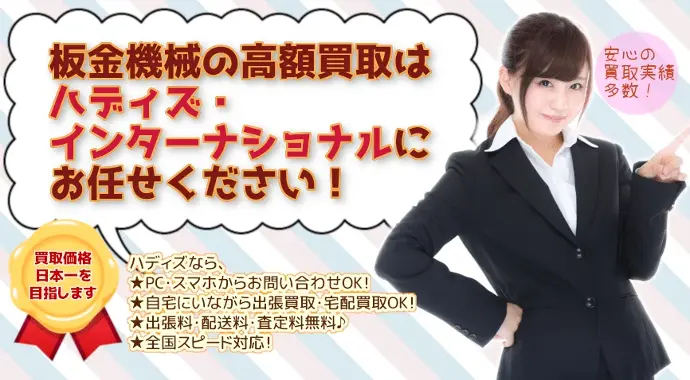 板金機械の高額買取は
ハディズ・
インターナショナルに
お任せください！
安心の
買取実績
多数！
買取価格
日本一を
目指します
ハディズなら、
★PC・スマホからお問い合わせOK!
★自宅にいながら出張買取・宅配買取OK!
★出張料・配送料・査定料無料♪
★全国スピード対応!